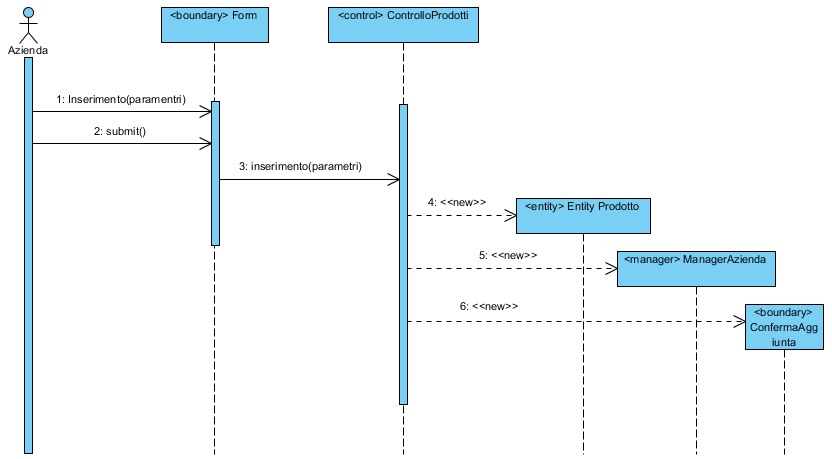 <boundary> Form
<control> ControlloProdotti
Azienda
1: Inserimento(paramentri)
2: submit()
3: inserimento(parametri)
4: <<new>>
<entity> Entity Prodotto
5: <<new>>
<manager> ManagerAzienda
6: <<new>>
<boundary>
ConfermaAgg
iunta